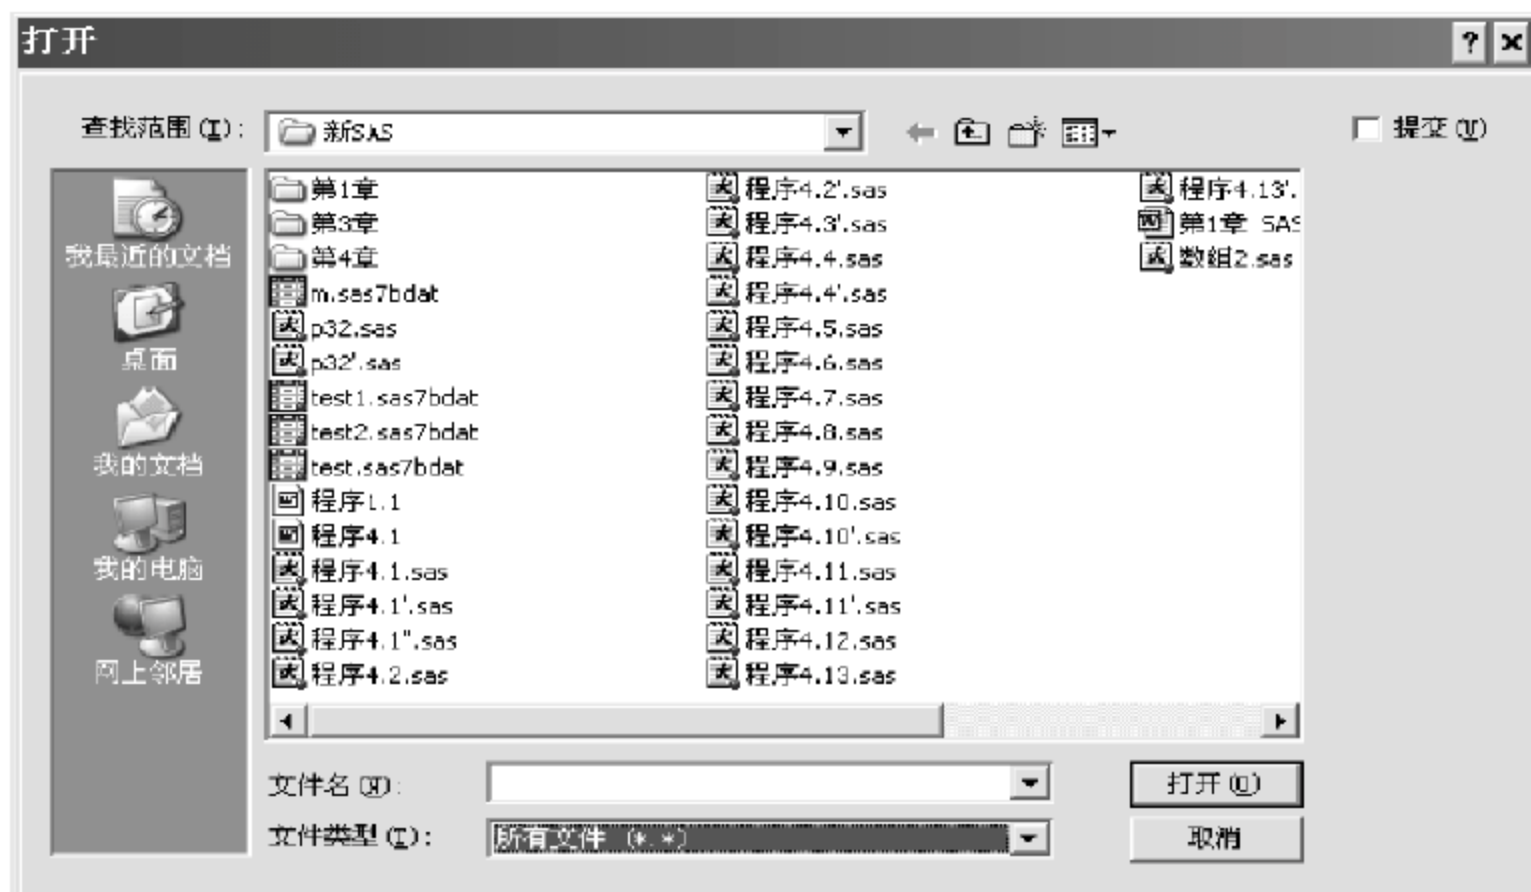 打开
查找范围(I):
新SAS
提交(V)
我最近的文档
桌面
我的文档
我的电脑
网上邻居
第1章
第3章
第4章
m.sas7bdat
p32.sas
p32'.sas
test1.sas7bdat
test2.sas7bdat
test.sas7bdat
程序1.1
程序4.1
程序4.1.sas
程序4.1'.sas
程序4.1".sas
程序4.2.sas
程序4.2'.sas
程序4.3'.sas
程序4.4.sas
程序4.4'.sas
程序4.5.sas
程序4.6.sas
程序4.7.sas
程序4.8.sas
程序4.9.sas
程序4.10.sas
程序4.10'.sas
程序4.11.sas
程序4.11'.sas
程序4.12.sas
程序4.13.sas
程序4.13'.
第1章 SAS
数组2.sas
文件名(N):
打开(O)
文件类型(T):
所有文件 (*.*)
取消